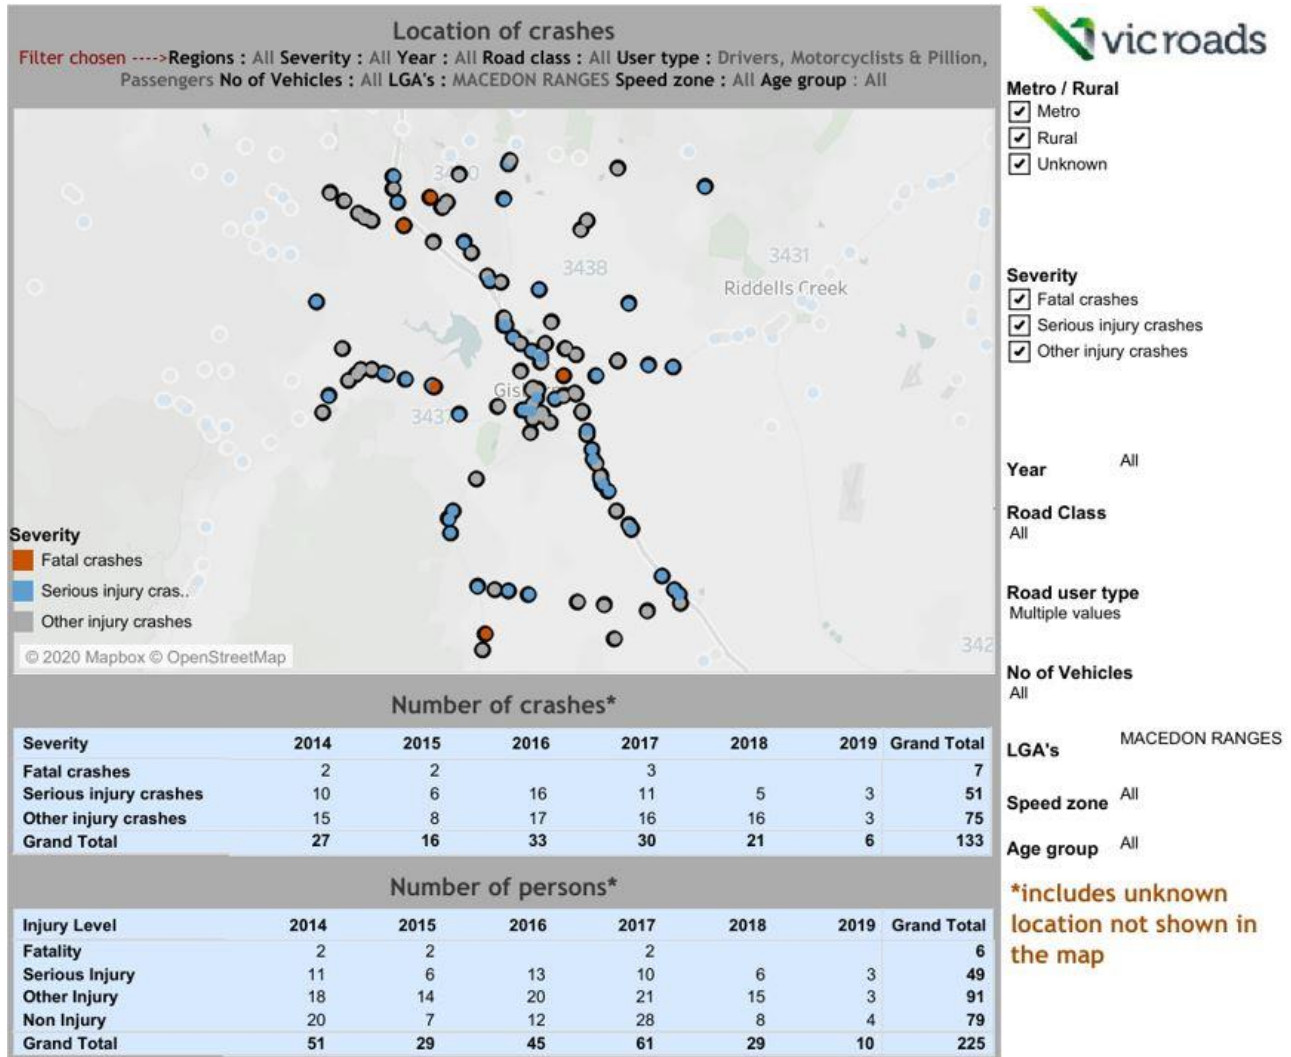 Location of crashes
Filter chosen ---->Regions : All Severity : All Year : All Road class : All User type : Drivers, Motorcyclists & Pillion,
Passengers No of Vehicles : All LGA's : MACEDON RANGES Speed zone : All Age group : All
3438
3431
Riddells Creek
3437
Severity
Fatal crashes
Serious injury cras..
Other injury crashes
© 2020 Mapbox © OpenStreetMap
Number of crashes*
Severity 2014 2015 2016 2017 2018 2019 Grand Total
Fatal crashes 2 2 3 7
Serious injury crashes 10 6 16 11 5 3 51
Other injury crashes 15 8 17 16 16 3 75
Grand Total 27 16 33 30 21 6 133
Number of persons*
Injury Level 2014 2015 2016 2017 2018 2019 Grand Total
Fatality 2 2 2 6
Serious Injury 11 6 13 10 6 3 49
Other Injury 18 14 20 21 15 3 91
Non Injury 20 7 12 28 8 4 79
Grand Total 51 29 45 61 29 10 225
vic roads
Metro / Rural
Metro
Rural
Unknown
Severity
Fatal crashes
Serious injury crashes
Other injury crashes
Year All
Road Class
All
Road user type
Multiple values
No of Vehicles
All
LGA's MACEDON RANGES
Speed zone All
Age group All
*includes unknown
location not shown in
the map